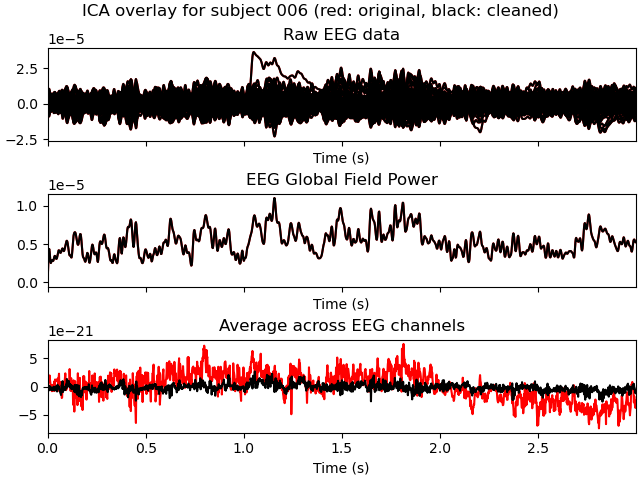 ICA overlay for subject 006 (red: original, black: cleaned)
Raw EEG data
1e−5
2.5
0.0
−2.5
Time (s)
EEG Global Field Power
1e−5
1.0
0.5
0.0
Time (s)
Average across EEG channels
1e−21
5
0
−5
0.0 0.5 1.0 1.5 2.0 2.5
Time (s)